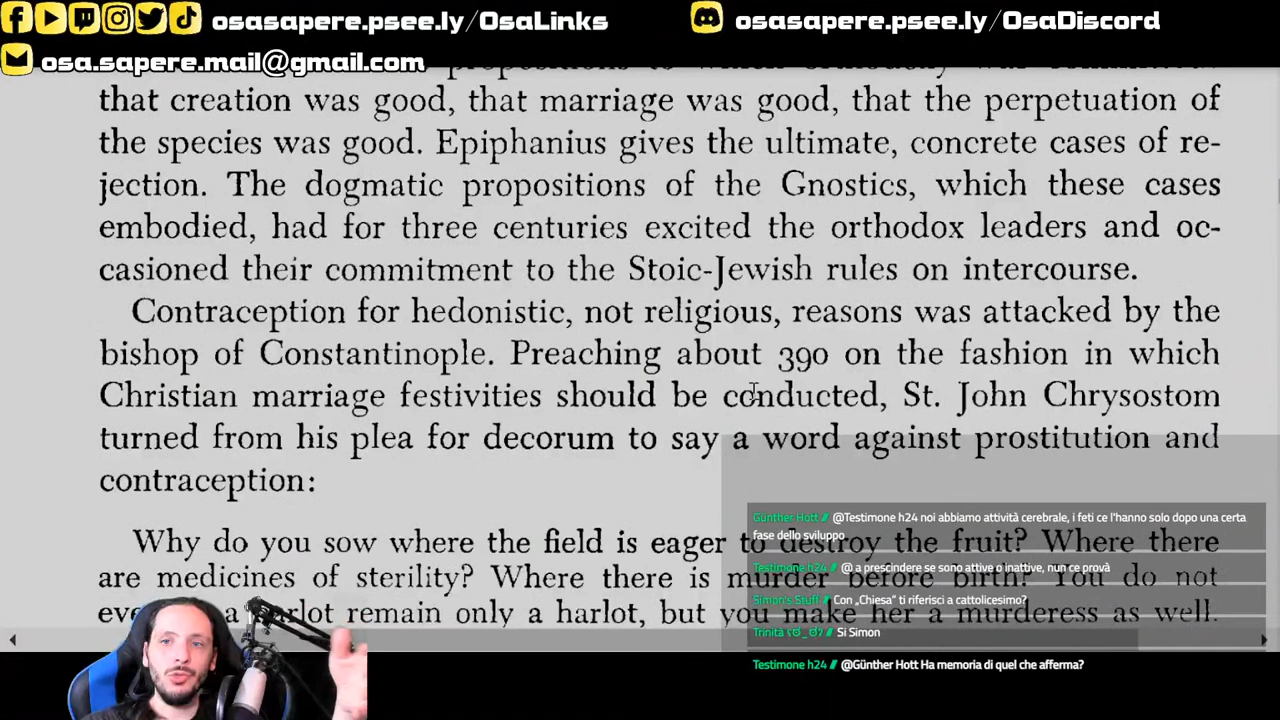 osasapere.psee.ly/OsaLinks
osasapere.psee.ly/OsaDiscord
osa.sapere.mail@gmail.com
propositions to which orthodoxy was
that creation was good, that marriage was good, that the perpetuation of
the species was good. Epiphanius gives the ultimate, concrete cases of re-
jection. The dogmatic propositions of the Gnostics, which these cases
embodied, had for three centuries excited the orthodox leaders and oc-
casioned their commitment to the Stoic-Jewish rules on intercourse.
Contraception for hedonistic, not religious, reasons was attacked by the
bishop of Constantinople. Preaching about 390 on the fashion in which
Christian marriage festivities should be conducted, St. John Chrysostom
turned from his plea for decorum to say a word against prostitution and
contraception:
Why do you sow where the field is eager to destroy the fruit? Where there
are medicines of sterility? Where there is murder before birth? You do not
a harlot remain only a harlot, but you make her a murderess as well.
Günther Hott // @Testimone h24 noi abbiamo attività cerebrale, i feti ce l'hanno solo dopo una certa
fase dello sviluppo
Testimone h24 // @ a prescindere se sono attive o inattive, nun ce provà
Simon's Stuff // Con „Chiesa" ti riferisci a cattolicesimo?
Trinità // Si Simon
Testimone h24 // @Günther Hott Ha memoria di quel che afferma?